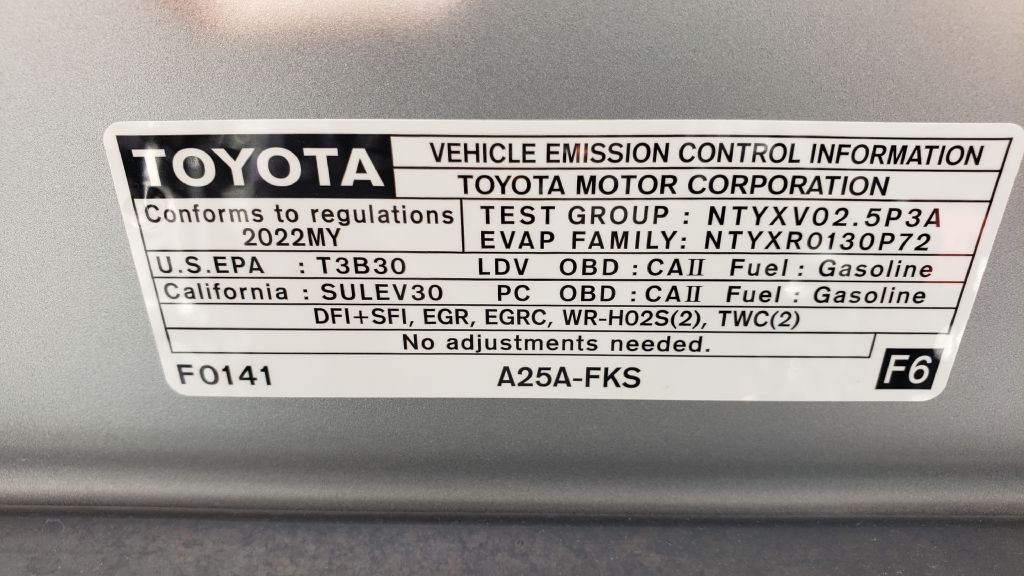 TOYOTA
VEHICLE EMISSION CONTROL INFORMATION
TOYOTA MOTOR CORPORATION
Conforms to regulations
2022MY
TEST GROUP : NTYXV02.5P3A
EVAP FAMILY: NTYXR0130P72
U.S.EPA : T3B30 LDV OBD : CAII Fuel : Gasoline
California : SULEV30 PC OBD : CAII Fuel : Gasoline
DFI+SFI, EGR, EGRC, WR-HO2S(2), TWC(2)
No adjustments needed.
F0141 A25A-FKS F6